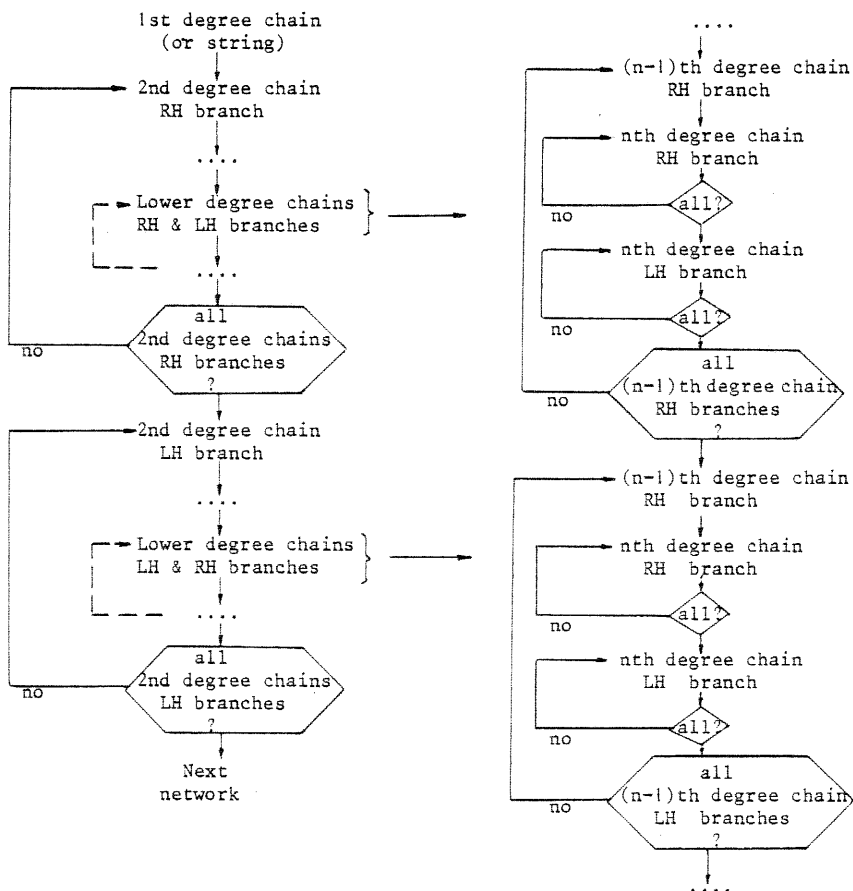 1st degree chain
(or string)
2nd degree chain
RH branch
....
Lower degree chains
RH & LH branches
....
all
2nd degree chains
RH branches
?
no
2nd degree chain
LH branch
....
Lower degree chains
LH & RH branches
....
all
2nd degree chains
LH branches
?
no
Next
network
....
(n-1)th degree chain
RH branch
nth degree chain
RH branch
all?
no
nth degree chain
LH branch
all?
no
all
(n-1)th degree chain
RH branches
?
no
(n-1)th degree chain
RH branch
nth degree chain
RH branch
all?
no
nth degree chain
LH branch
all?
no
all
(n-1)th degree chain
LH branches
?
no
....